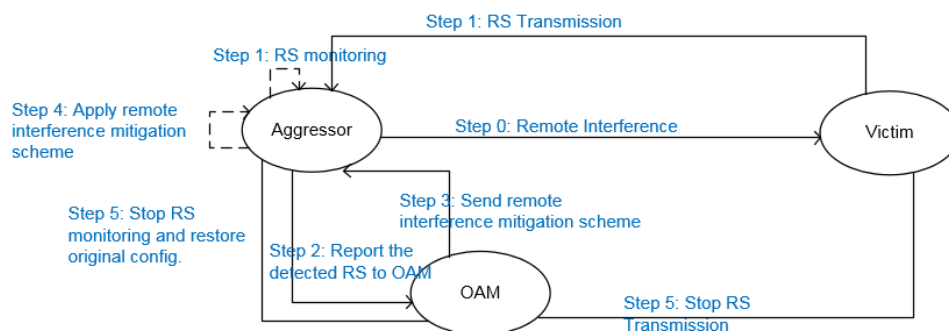 Step 1: RS Transmission
Step 1: RS monitoring
Step 4: Apply remote
interference mitigation
scheme
Aggressor
Step 0: Remote Interference
Victim
Step 3: Send remote
interference mitigation scheme
Step 5: Stop RS
monitoring and restore
original config.
Step 2: Report the
detected RS to OAM
OAM
Step 5: Stop RS
Transmission